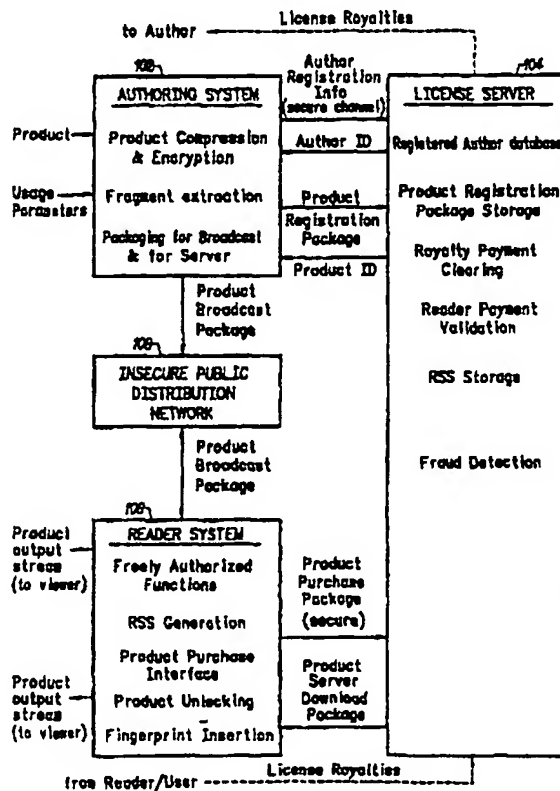 License Royalties
to Author
104
AUTHORING SYSTEM
Product Compression
& Encryption
Fragment extraction
Packaging for Broadcast
& for Server
Product
Usage
Parameters
Author
Registration
Info
(secure channel)
Author ID
Product
Registration
Package
Product ID
LICENSE SERVER
Registered Author database
Product Registration
Package Storage
Royalty Payment
Clearing
Reader Payment
Validation
RSS Storage
Fraud Detection
Product
Broadcast
Package
INSECURE PUBLIC
DISTRIBUTION
NETWORK
Product
Broadcast
Package
READER SYSTEM
Freely Authorized
Functions
RSS Generation
Product Purchase
Interface
Product Unlocking
Fingerprint Insertion
Product
output
stream
(to viewer)
Product
output
stream
(to viewer)
Product
Purchase
Package
(secure)
Product
Server
Download
Package
License Royalties
from Reader/User